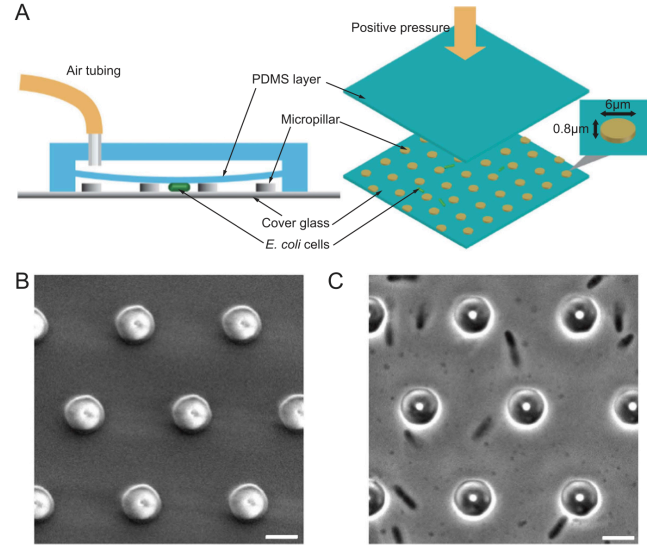 A
Positive pressure
Air tubing
PDMS layer
6μm
Micropillar
0.8μm
Cover glass
E. coli cells
B
C